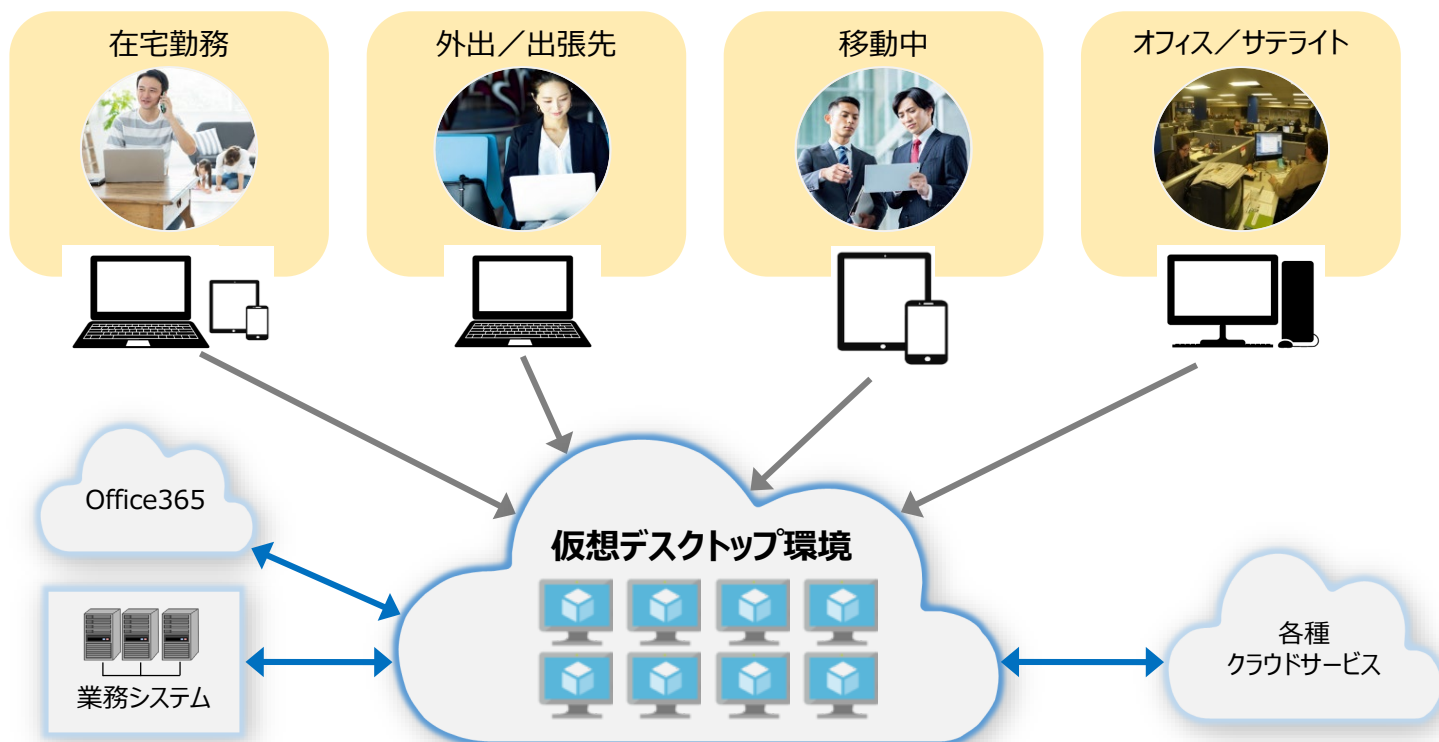 在宅勤務
外出／出張先
移動中
オフィス／サテライト
Office365
仮想デスクトップ環境
業務システム
各種
クラウドサービス